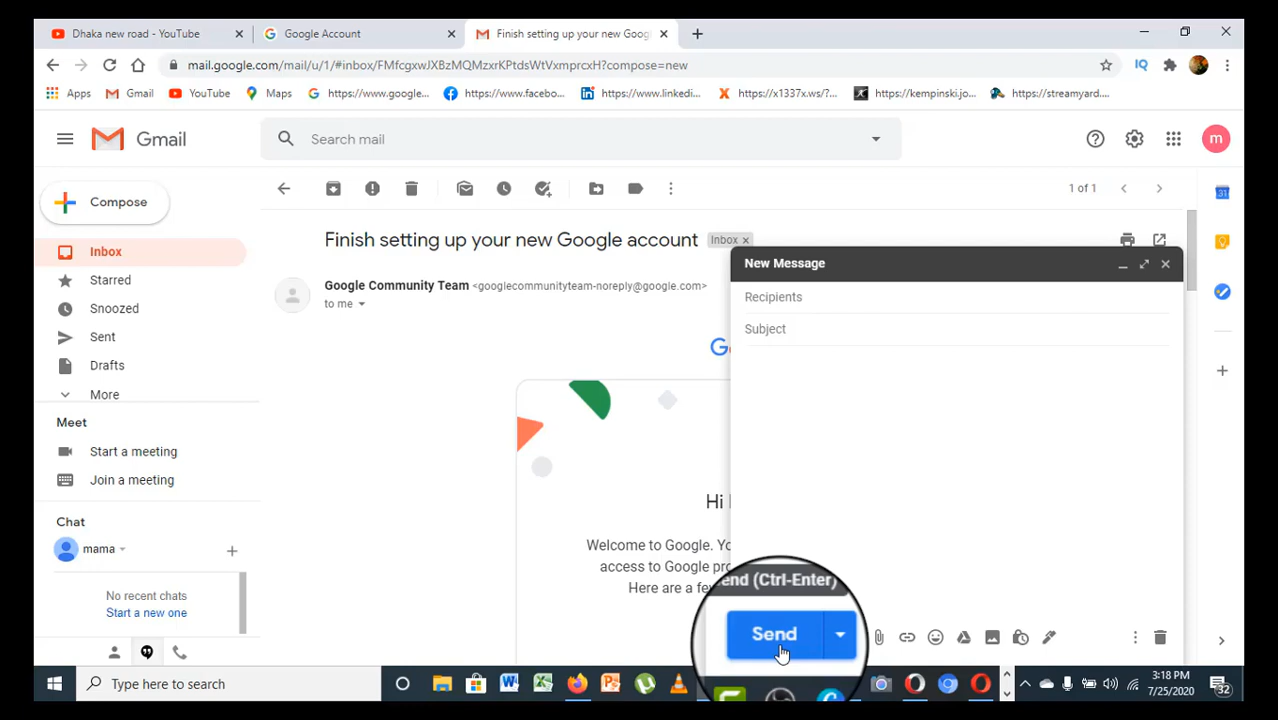 Dhaka new road - YouTube
Google Account
Finish setting up your new Goog
mail.google.com/mail/u/1/#inbox/FMfcgxwJXBzMQMzxrKPtdsWtVxmprcxH?compose=new
Apps
Gmail
YouTube
Maps
https://www.google...
https://www.facebo...
https://www.linkedi...
https://x1337x.ws/?...
https://kempinski.jo...
https://streamyard....
Gmail
Search mail
m
Compose
1 of 1
Inbox
Starred
Snoozed
Sent
Drafts
More
Meet
Start a meeting
Join a meeting
Chat
mama
No recent chats
Start a new one
Finish setting up your new Google account
Inbox
Google Community Team <googlecommunityteam-noreply@google.com>
to me
Hi
Welcome to Google.
access to Google
Here are a
New Message
Recipients
Subject
(Ctrl-Enter)
Send
31
Type here to search
3:18 PM
7/25/2020
32